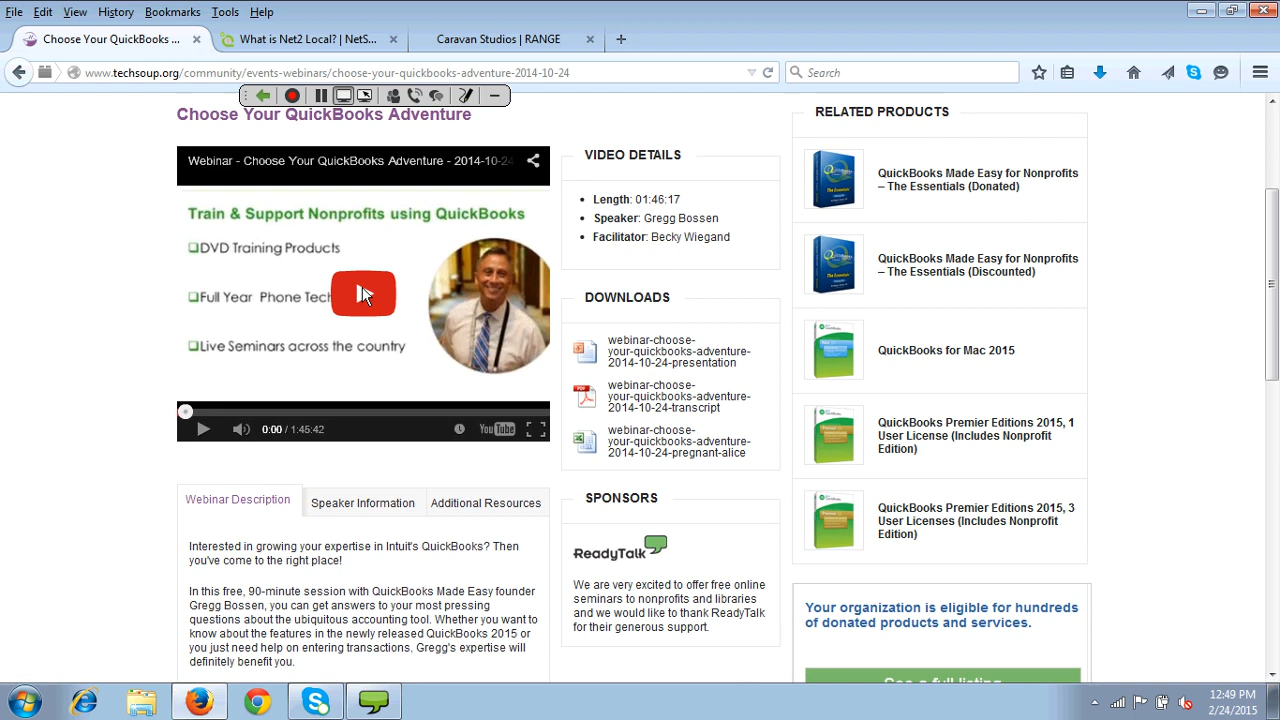 File Edit View History Bookmarks Tools Help
Choose Your QuickBooks ...
What is Net2 Local? | NetS...
Caravan Studios | RANGE
www.techsoup.org/community/events-webinars/choose-your-quickbooks-adventure-2014-10-24
Search
Choose Your QuickBooks Adventure
Webinar - Choose Your QuickBooks Adventure - 2014-10-24
Train & Support Nonprofits using QuickBooks
DVD Training Products
Full Year Phone Tech
Live Seminars across the country
0:00 / 1:45:42
YouTube
Webinar Description
Speaker Information
Additional Resources
Interested in growing your expertise in Intuit's QuickBooks? Then
you've come to the right place!
In this free, 90-minute session with QuickBooks Made Easy founder
Gregg Bossen, you can get answers to your most pressing
questions about the ubiquitous accounting tool. Whether you want to
know about the features in the newly released QuickBooks 2015 or
you just need help on entering transactions, Gregg's expertise will
definitely benefit you.
VIDEO DETAILS
Length: 01:46:17
Speaker: Gregg Bossen
Facilitator: Becky Wiegand
DOWNLOADS
webinar-choose-
your-quickbooks-adventure-
2014-10-24-presentation
webinar-choose-
your-quickbooks-adventure-
2014-10-24-transcript
webinar-choose-
your-quickbooks-adventure-
2014-10-24-pregnant-alice
SPONSORS
ReadyTalk
We are very excited to offer free online
seminars to nonprofits and libraries
and we would like to thank ReadyTalk
for their generous support.
RELATED PRODUCTS
QuickBooks Made Easy for Nonprofits
– The Essentials (Donated)
QuickBooks Made Easy for Nonprofits
– The Essentials (Discounted)
QuickBooks for Mac 2015
QuickBooks Premier Editions 2015, 1
User License (Includes Nonprofit
Edition)
QuickBooks Premier Editions 2015, 3
User Licenses (Includes Nonprofit
Edition)
Your organization is eligible for hundreds
of donated products and services.
See a full listing
12:49 PM
2/24/2015